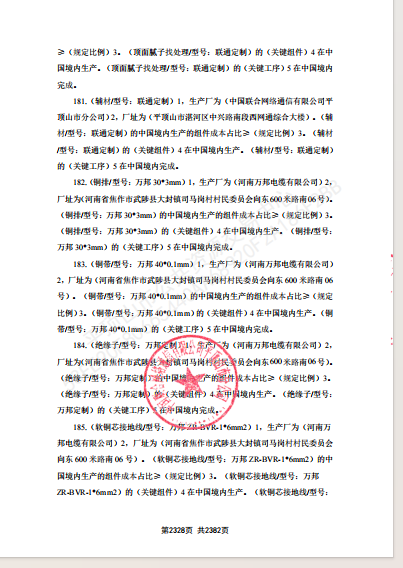 ≥（规定比例）3。（顶面腻子找处理/型号：联通定制）的（关键组件）4 在中
国境内生产。（顶面腻子找处理/型号：联通定制）的（关键工序）5 在中国境内
完成。
181.（辅材/型号：联通定制）1，生产厂为（中国联合网络通信有限公司平
顶山市分公司）2，厂址为（平顶山市湛河区中兴路南段西网通综合大楼）。（辅
材/型号：联通定制）的中国境内生产的组件成本占比≥（规定比例）3。（辅材
/型号：联通定制）的（关键组件）4 在中国境内生产。（辅材/型号：联通定制）
的（关键工序）5 在中国境内完成。
182.（铜排/型号：万邦 30*3mm）1，生产厂为（河南万邦电缆有限公司）2，
厂址为(河南省焦作市武陟县大封镇司马岗村村民委员会向东 600 米路南 06 号)。
（铜排/型号：万邦 30*3mm）的中国境内生产的组件成本占比≥（规定比例）3。
（铜排/型号：万邦 30*3mm）的（关键组件）4 在中国境内生产。（铜排/型号：
万邦 30*3mm）的（关键工序）5 在中国境内完成。
183.（铜带/型号：万邦 40*0.1mm）1，生产厂为（河南万邦电缆有限公司）
2，厂址为（河南省焦作市武陟县大封镇司马岗村村民委员会向东 600 米路南 06
号）。（铜带/型号：万邦 40*0.1mm）的中国境内生产的组件成本占比≥（规定
比例)3。（铜带/型号：万邦 40*0.1mm）的（关键组件）4 在中国境内生产。（铜
带/型号：万邦 40*0.1mm）的（关键工序）5 在中国境内完成。
184.（绝缘子/型号：万邦定制）1，生产厂为（河南万邦电缆有限公司）2，
厂址为(河南省焦作市武陟县大封镇司马岗村村民委员会向东 600 米路南 06 号)。
（绝缘子/型号：万邦定制）的中国境内生产的组件成本占比≥（规定比例）3。
（绝缘子/型号：万邦定制）的（关键组件）4 在中国境内生产。（绝缘子/型号：
万邦定制）的（关键工序）5 在中国境内完成。
185.（软铜芯接地线/型号：万邦 ZR-BVR-1*6mm2）1，生产厂为（河南万
邦电缆有限公司）2，厂址为（河南省焦作市武陟县大封镇司马岗村村民委员会
向东 600 米路南 06 号）。（软铜芯接地线/型号：万邦 ZR-BVR-1*6mm2）的中
国境内生产的组件成本占比≥（规定比例）3。（软铜芯接地线/型号：万邦
ZR-BVR-1*6mm2）的（关键组件）4 在中国境内生产。（软铜芯接地线/型号：
第2328页 共2382页